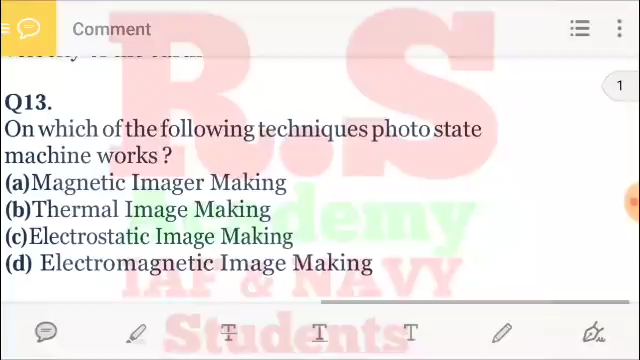 Comment
1
Q13.
On which of the following techniques photo state
machine works ?
(a)Magnetic Imager Making
(b)Thermal Image Making
(c)Electrostatic Image Making
(d) Electromagnetic Image Making
R.S
Academy
IAF & NAVY
Students